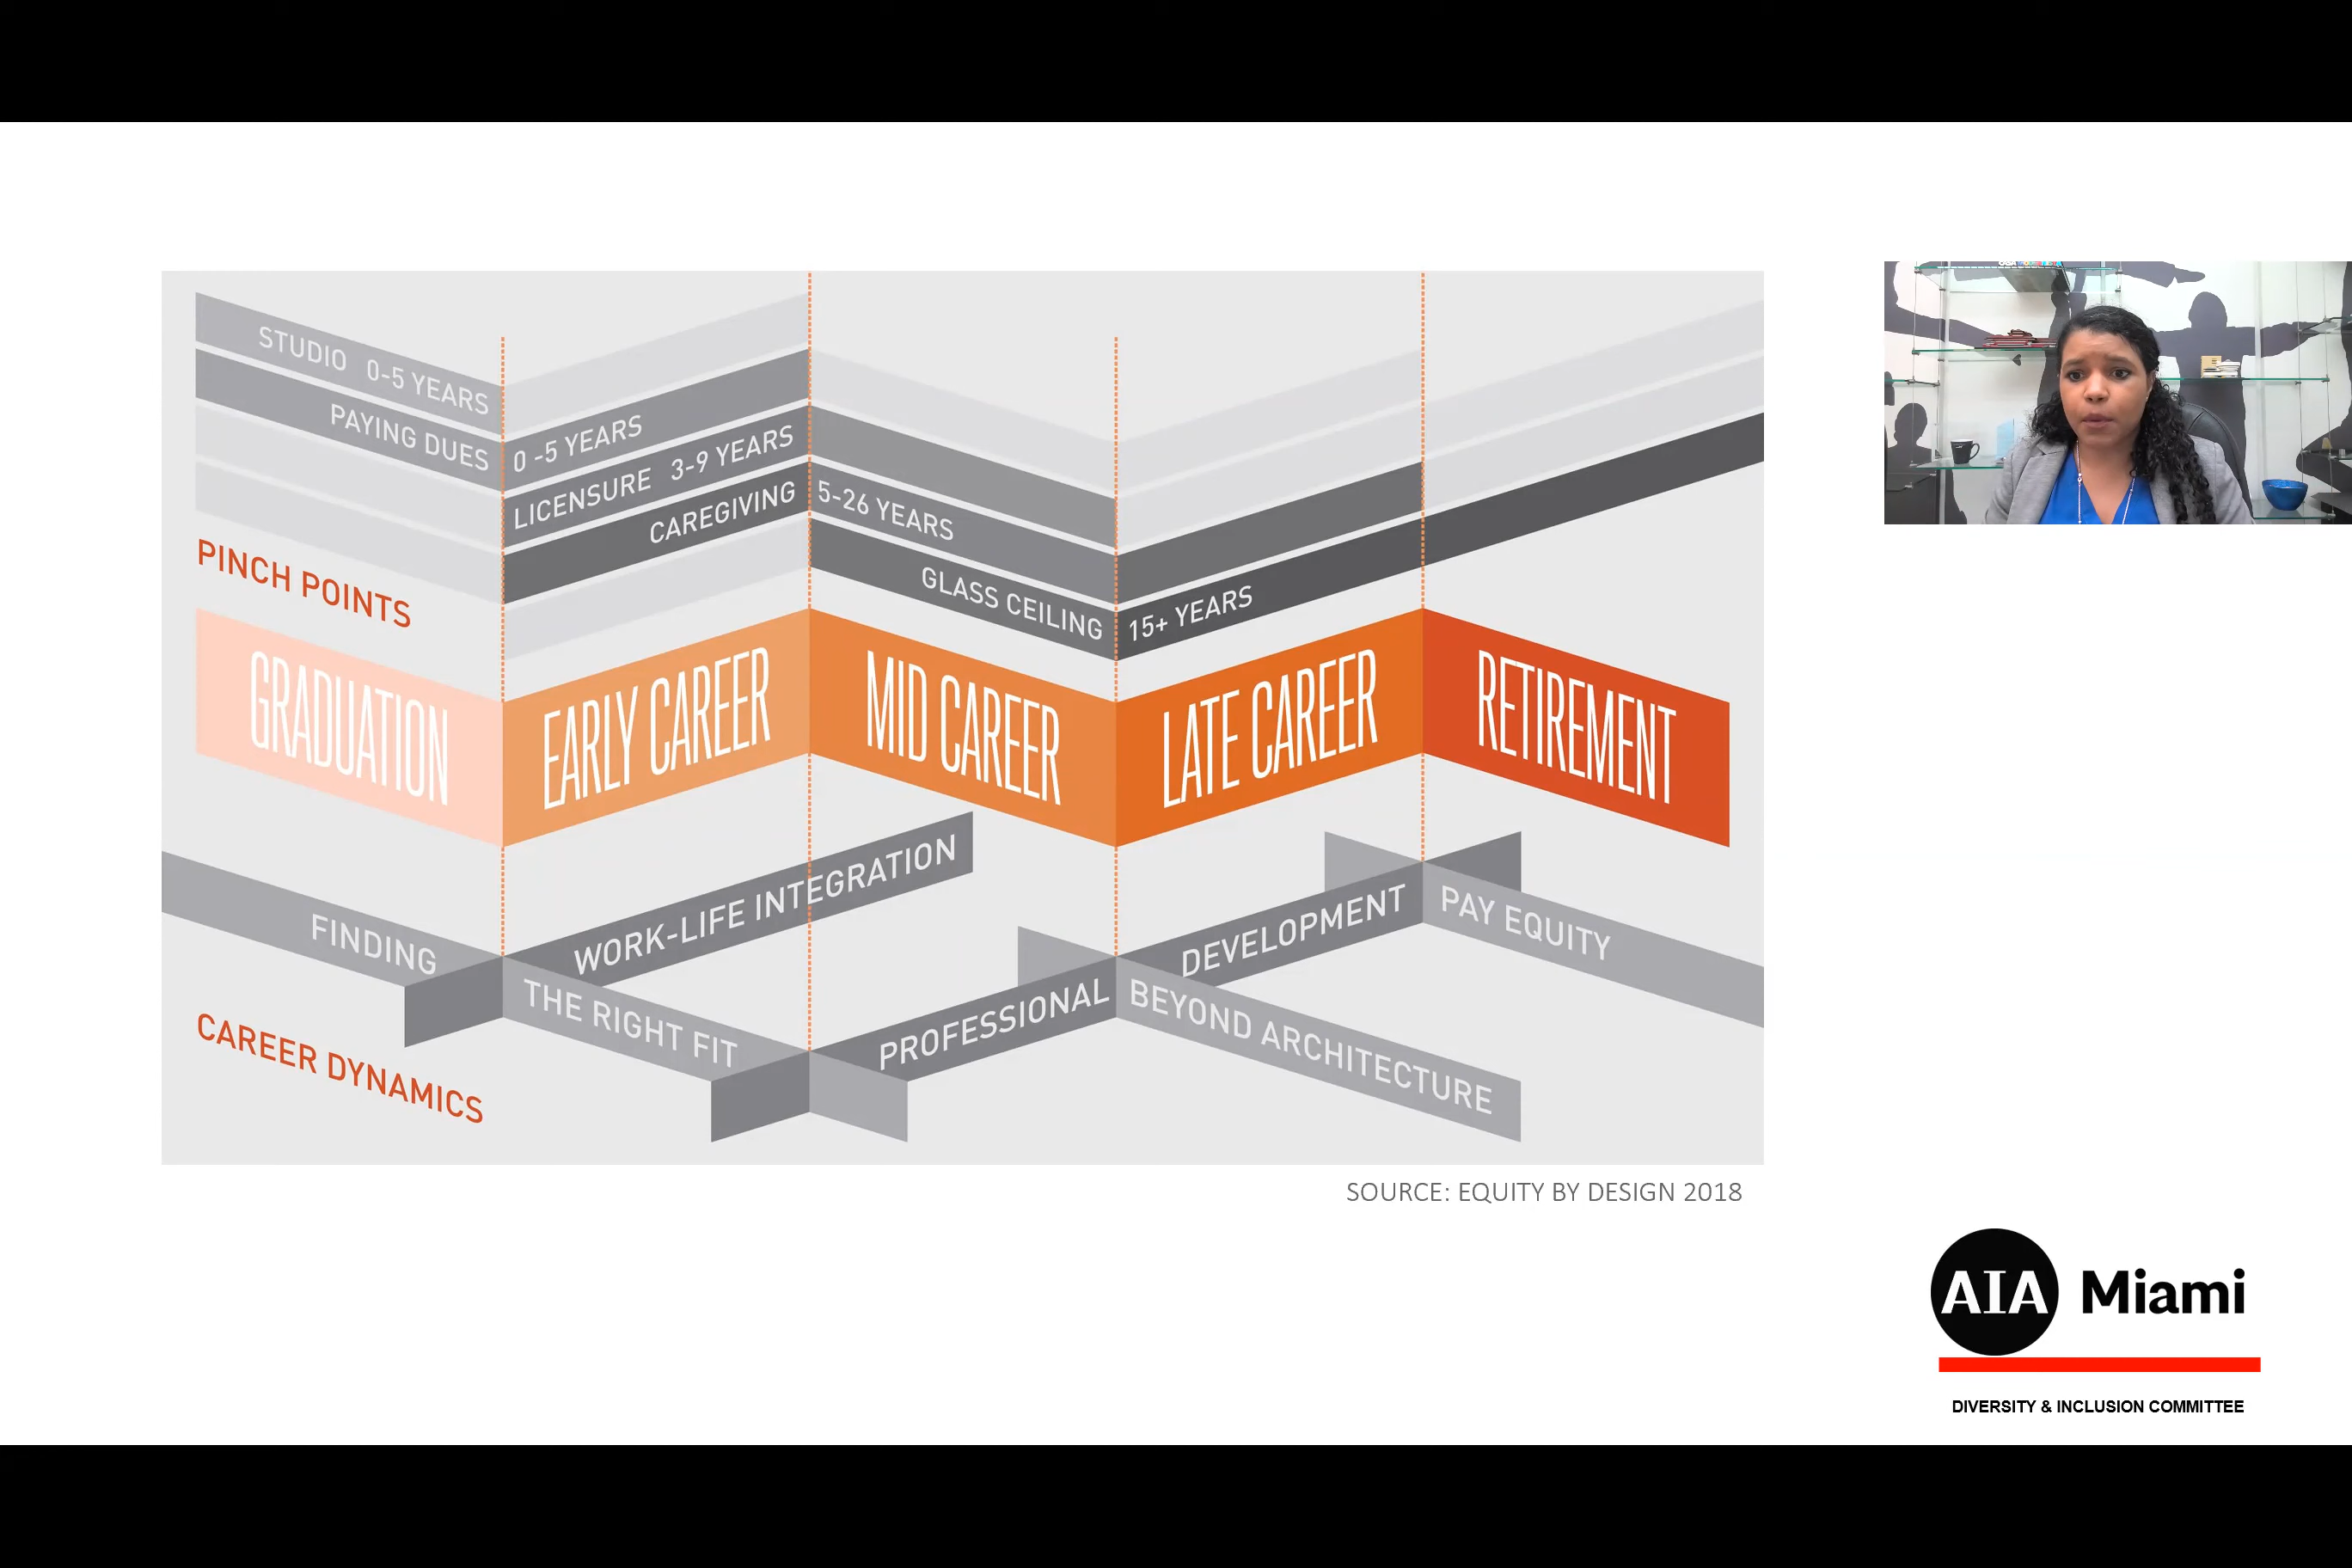 STUDIO 0-5 YEARS
PAYING DUES 0 -5 YEARS
LICENSURE 3-9 YEARS
CAREGIVING 5-26 YEARS
GLASS CEILING 15+ YEARS
PINCH POINTS
GRADUATION
EARLY CAREER
MID CAREER
LATE CAREER
RETIREMENT
FINDING THE RIGHT FIT
WORK-LIFE INTEGRATION
PROFESSIONAL DEVELOPMENT
BEYOND ARCHITECTURE
PAY EQUITY
CAREER DYNAMICS
SOURCE: EQUITY BY DESIGN 2018
AIA Miami
DIVERSITY & INCLUSION COMMITTEE